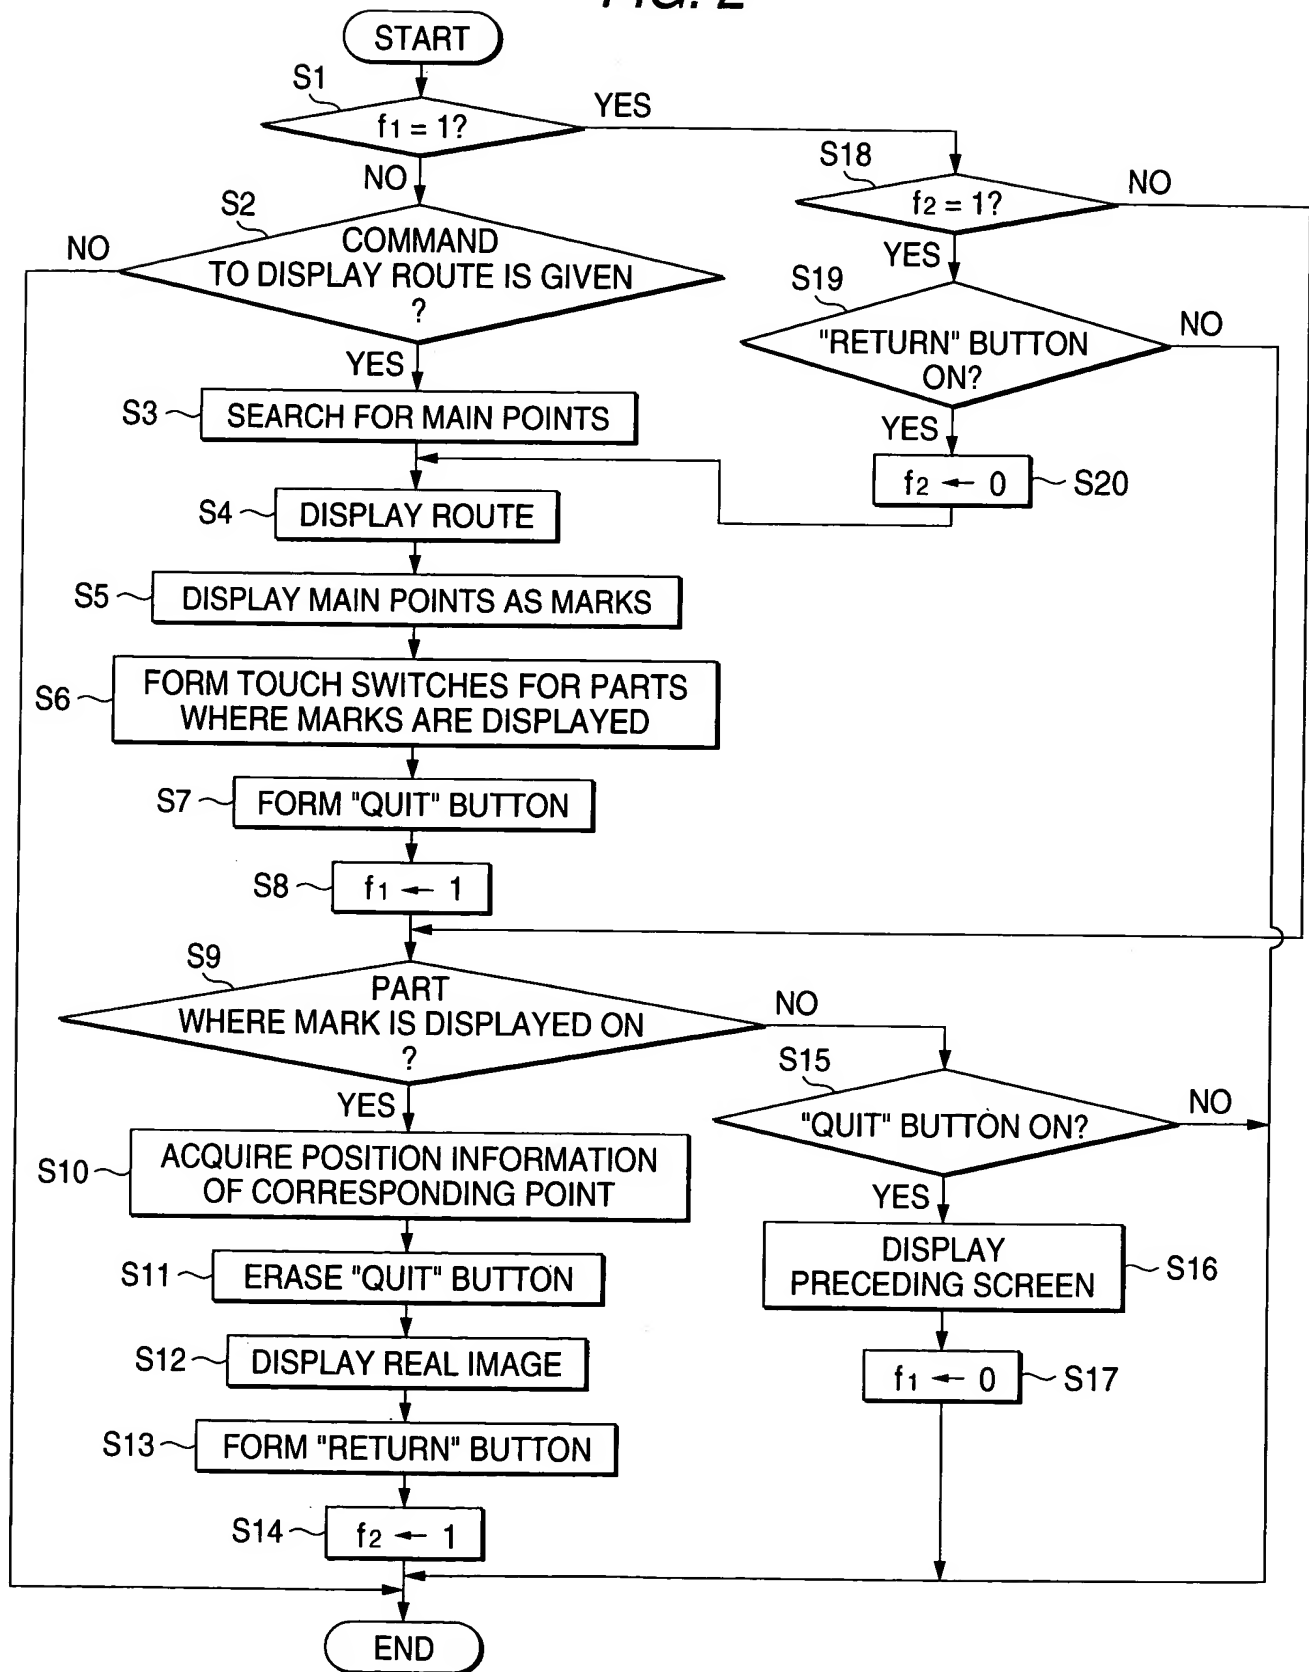 FIG. 2
START
S1
f1 = 1?
YES
NO
S18
f2 = 1?
NO
YES
S2
NO
COMMAND
TO DISPLAY ROUTE IS GIVEN
?
YES
S19
"RETURN" BUTTON
ON?
NO
YES
S3
SEARCH FOR MAIN POINTS
f2 ← 0
S20
S4
DISPLAY ROUTE
S5
DISPLAY MAIN POINTS AS MARKS
S6
FORM TOUCH SWITCHES FOR PARTS
WHERE MARKS ARE DISPLAYED
S7
FORM "QUIT" BUTTON
S8
f1 ← 1
S9
PART
WHERE MARK IS DISPLAYED ON
?
NO
YES
S15
"QUIT" BUTTON ON?
NO
YES
S10
ACQUIRE POSITION INFORMATION
OF CORRESPONDING POINT
S11
ERASE "QUIT" BUTTON
DISPLAY
PRECEDING SCREEN
S16
S12
DISPLAY REAL IMAGE
f1 ← 0
S17
S13
FORM "RETURN" BUTTON
S14
f2 ← 1
END